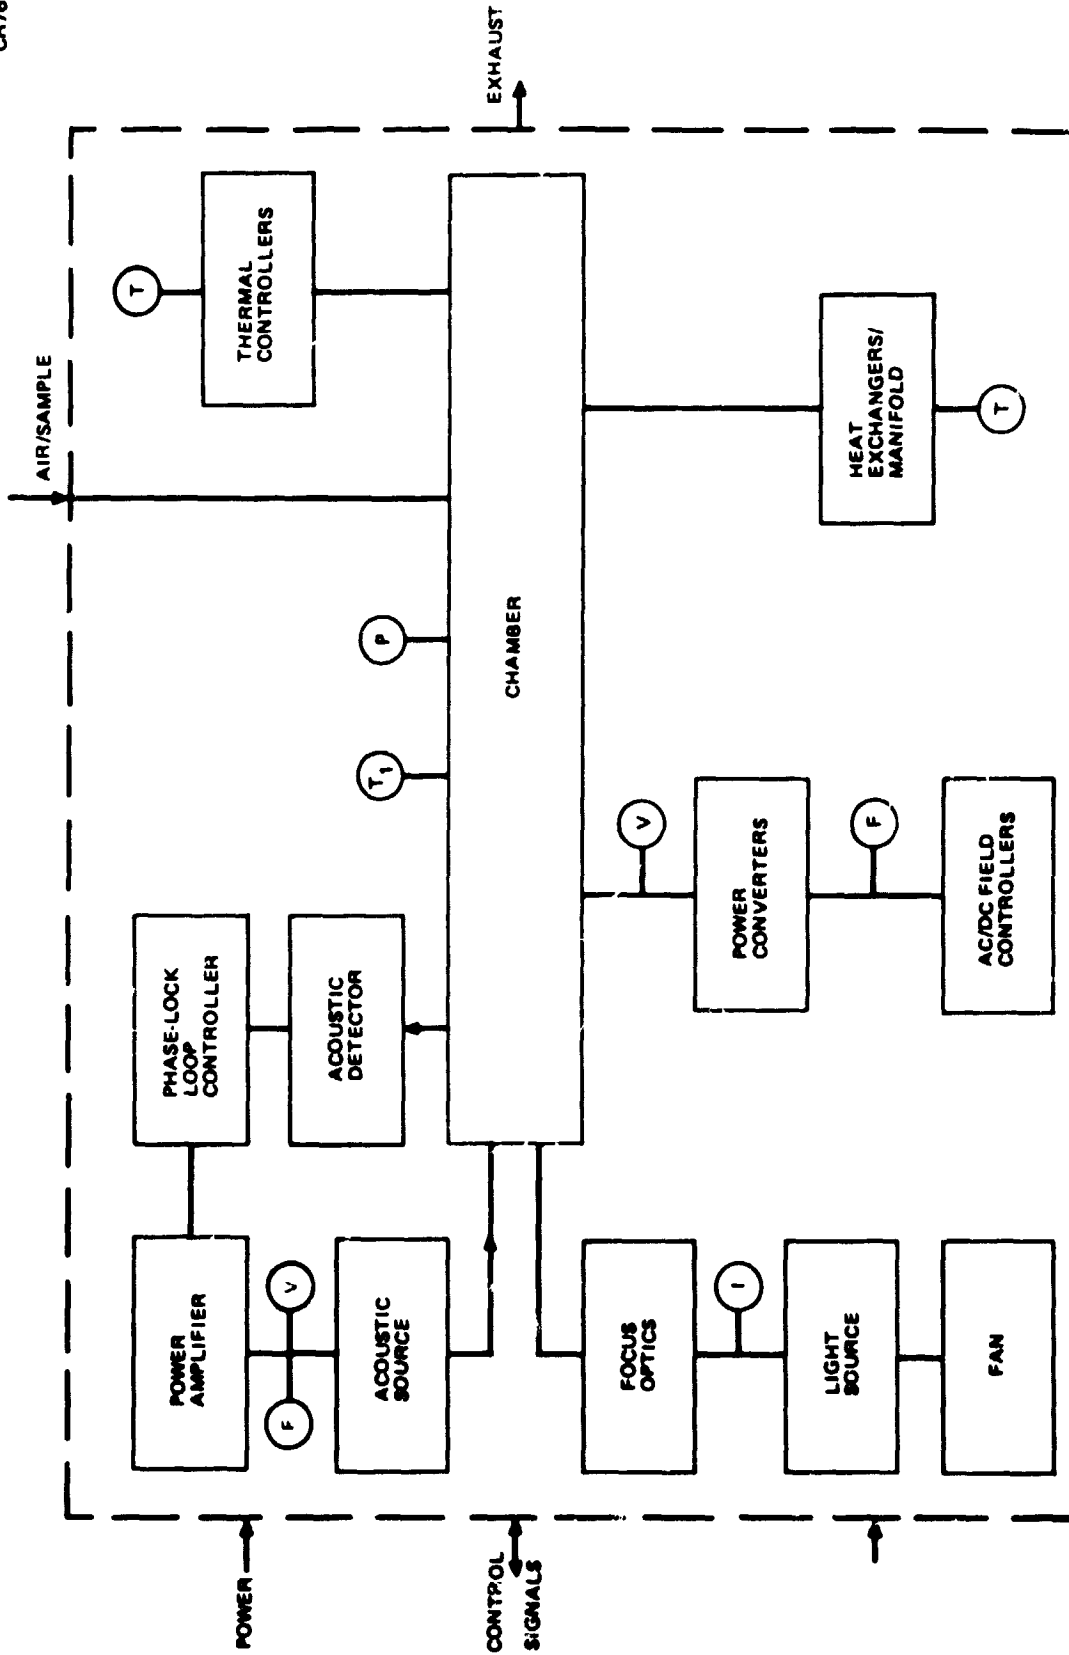 AIR/SAMPLE
EXHAUST
T
THERMAL
CONTROLLERS
P
T1
CHAMBER
PHASE-LOCK
LOOP
CONTROLLER
ACOUSTIC
DETECTOR
POWER
AMPLIFIER
F
V
ACOUSTIC
SOURCE
POWER
CONTROL
SIGNALS
FOCUS
OPTICS
I
LIGHT
SOURCE
FAN
V
POWER
CONVERTERS
F
AC/DC FIELD
CONTROLLERS
HEAT
EXCHANGERS/
MANIFOLD
T